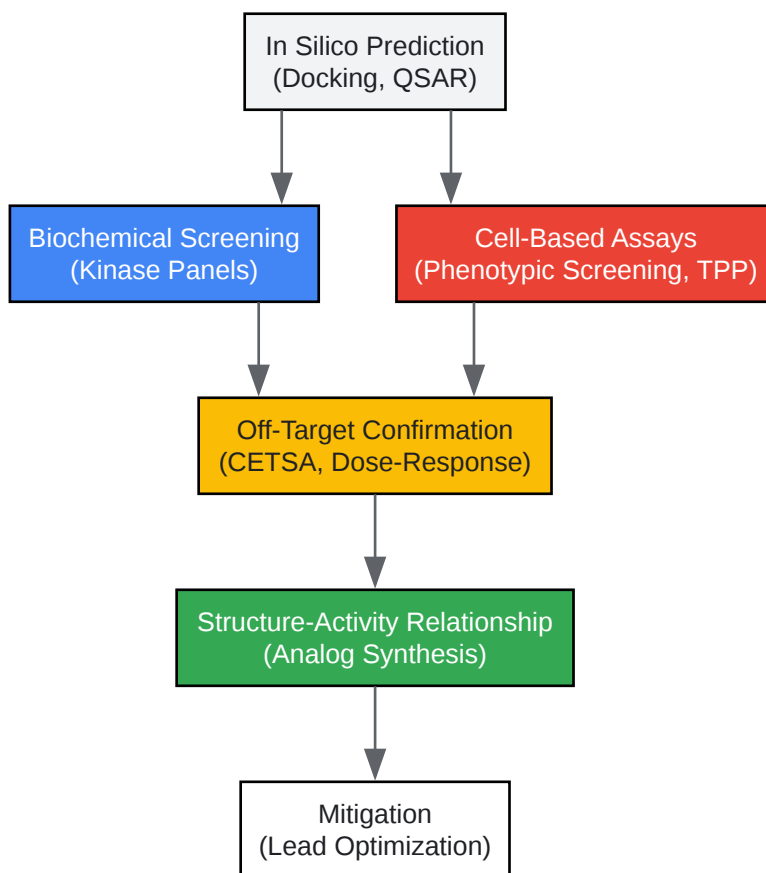 In Silico Prediction
(Docking, QSAR)
Biochemical Screening
(Kinase Panels)
Cell-Based Assays
(Phenotypic Screening, TPP)
Off-Target Confirmation
(CETSA, Dose-Response)
Structure-Activity Relationship
(Analog Synthesis)
Mitigation
(Lead Optimization)